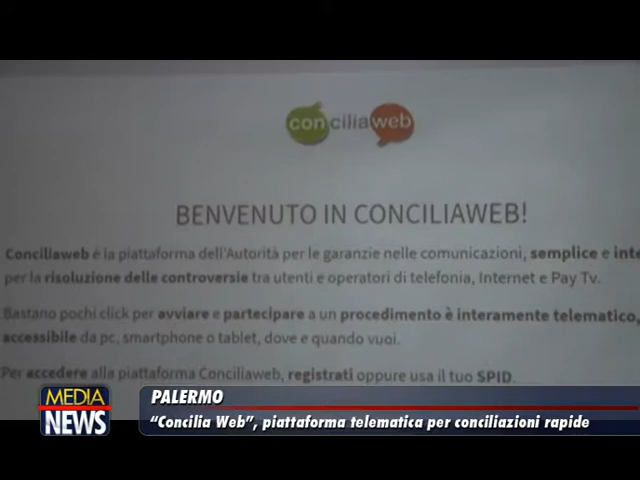 conciliaweb
BENVENUTO IN CONCILIAWEB!
Conciliaweb è la piattaforma dell'Autorità per le garanzie nelle comunicazioni, semplice e inte
per la risoluzione delle controversie tra utenti e operatori di telefonia, Internet e Pay Tv.
Bastano pochi click per avviare e partecipare a un procedimento è interamente telematico,
accessibile da pc, smartphone o tablet, dove e quando vuoi.
Per accedere alla piattaforma Conciliaweb, registrati oppure usa il tuo SPID.
MEDIA
NEWS
PALERMO
“Concilia Web”, piattaforma telematica per conciliazioni rapide